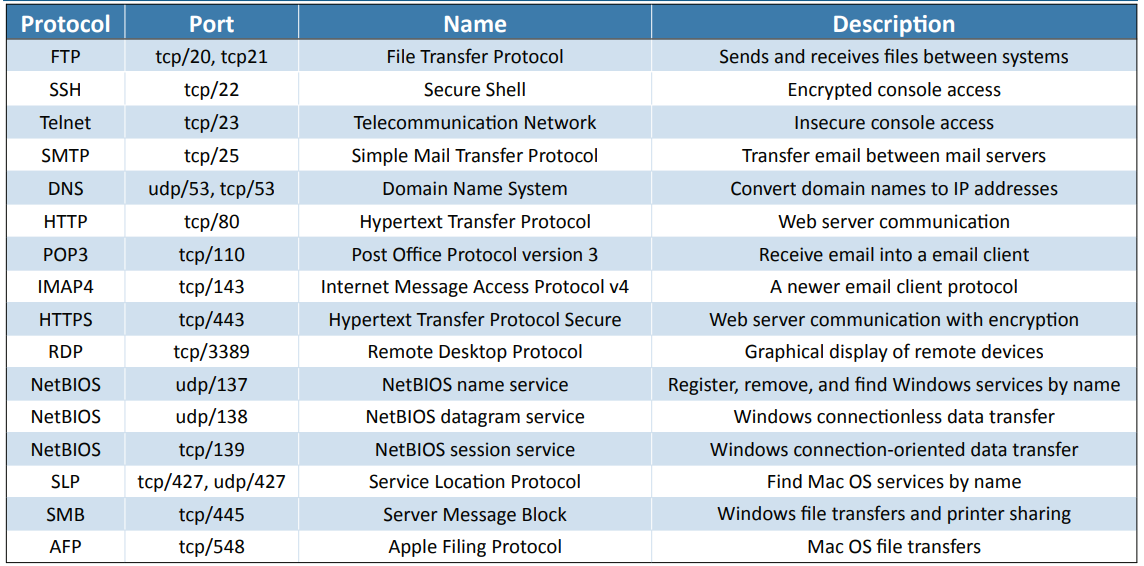 Protocol Port Name Description
FTP tcp/20, tcp21 File Transfer Protocol Sends and receives files between systems
SSH tcp/22 Secure Shell Encrypted console access
Telnet tcp/23 Telecommunication Network Insecure console access
SMTP tcp/25 Simple Mail Transfer Protocol Transfer email between mail servers
DNS udp/53, tcp/53 Domain Name System Convert domain names to IP addresses
HTTP tcp/80 Hypertext Transfer Protocol Web server communication
POP3 tcp/110 Post Office Protocol version 3 Receive email into a email client
IMAP4 tcp/143 Internet Message Access Protocol v4 A newer email client protocol
HTTPS tcp/443 Hypertext Transfer Protocol Secure Web server communication with encryption
RDP tcp/3389 Remote Desktop Protocol Graphical display of remote devices
NetBIOS udp/137 NetBIOS name service Register, remove, and find Windows services by name
NetBIOS udp/138 NetBIOS datagram service Windows connectionless data transfer
NetBIOS tcp/139 NetBIOS session service Windows connection-oriented data transfer
SLP tcp/427, udp/427 Service Location Protocol Find Mac OS services by name
SMB tcp/445 Server Message Block Windows file transfers and printer sharing
AFP tcp/548 Apple Filing Protocol Mac OS file transfers